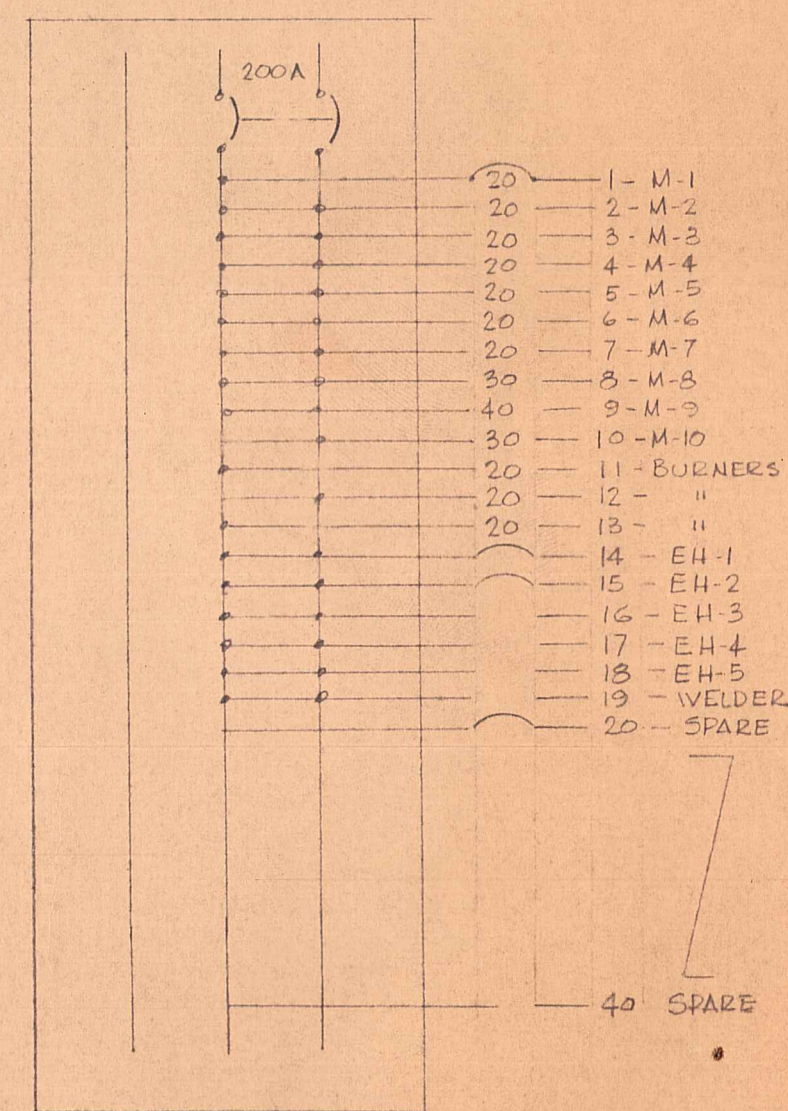 200A
20 1 - M-1
20 2 - M-2
20 3 - M-3
20 4 - M-4
20 5 - M-5
20 6 - M-6
20 7 - M-7
30 8 - M-8
40 9 - M-9
30 10 - M-10
20 11 - BURNERS
20 12 - "
20 13 - "
14 - EH-1
15 - EH-2
16 - EH-3
17 - EH-4
18 - EH-5
19 - WELDER
20 - SPARE
40 SPARE